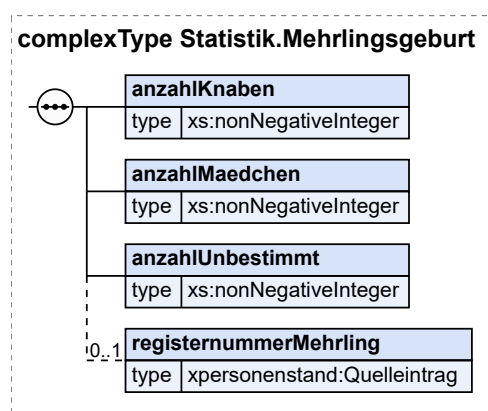 complexType Statistik.Mehrlingsgeburt
anzahlKnaben
type xs:nonNegativeInteger
anzahlMaedchen
type xs:nonNegativeInteger
anzahlUnbestimmt
type xs:nonNegativeInteger
0..1
registernummerMehrling
type xpersonenstand:Quelleintrag